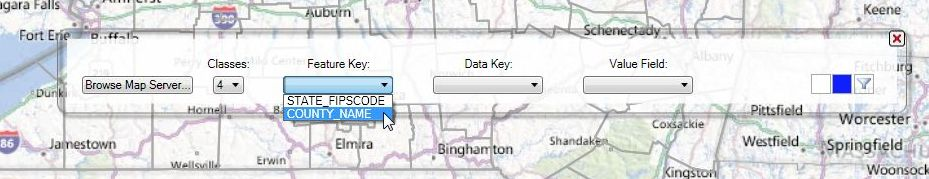 agara Falls
Auburn
390
Schenectady
Keene
Fort Erie
Buffalo
Albany
Fitchburg
Classes:
Feature Key:
Data Key:
Value Field:
Browse Map Server...
4
STATE_FIPSCODE
COUNTY_NAME
Dunkirk
Hornell
Coxsackie
Pittsfield
Worcester
86
Jamestown
Elmira
Binghamton
Shandaken
Westfield
Springfield
Wellsville
Erwin
Kingston
Woonsocket